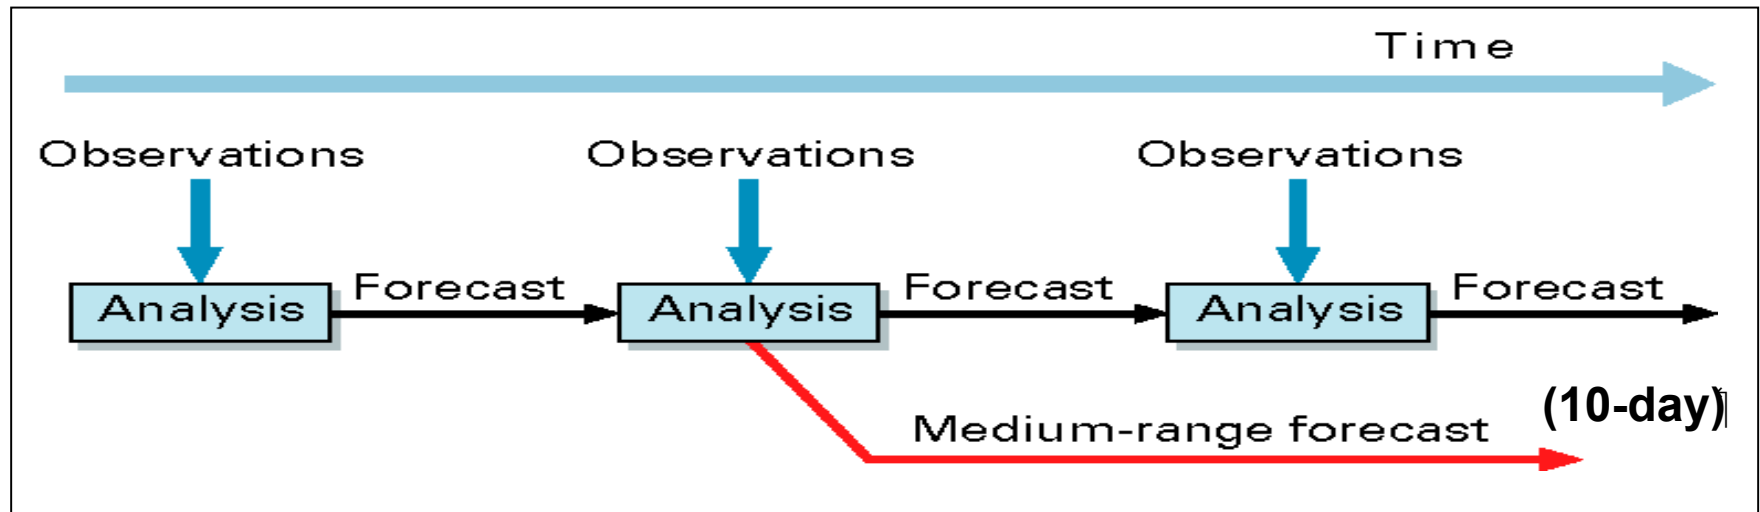 Time
Observations Observations Observations
Analysis Forecast Analysis Forecast Analysis Forecast
(10-day)
Medium-range forecast